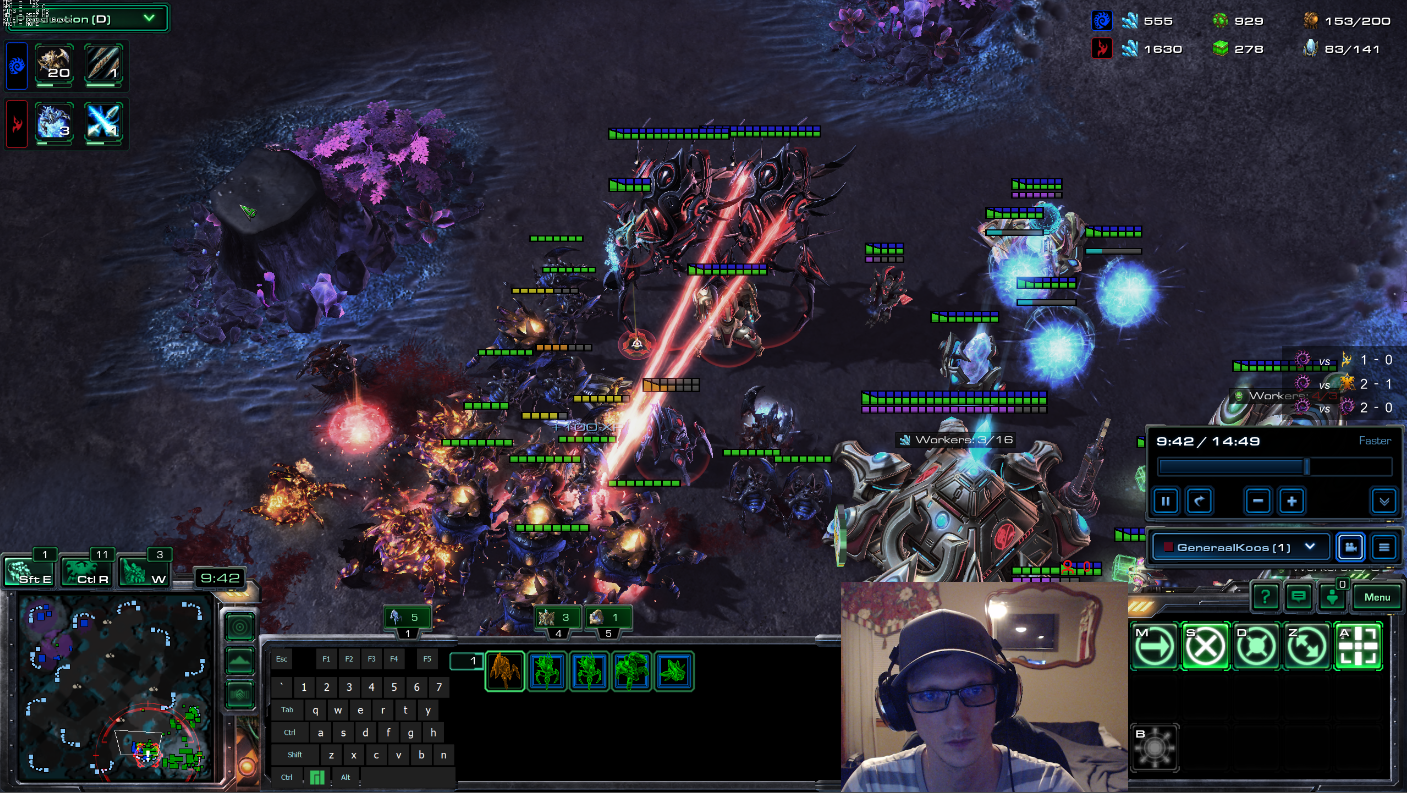 (D)
20
1
3
1
555 929 153/200
1630 278 83/141
vs 1 - 0
vs 2 - 1
vs 2 - 0
Workers: 3/16
9:42 / 14:49 Faster
GeneraalKoos (1)
1 11 3
Sft E Ctl R W
9:42
0
? Menu
5 3 1
1 4 5
M S D Z A
B
1
Esc F1 F2 F3 F4 F5
` 1 2 3 4 5 6 7
Tab q w e r t y
Ctrl a s d f g h
Shift z x c v b n
Ctrl Alt